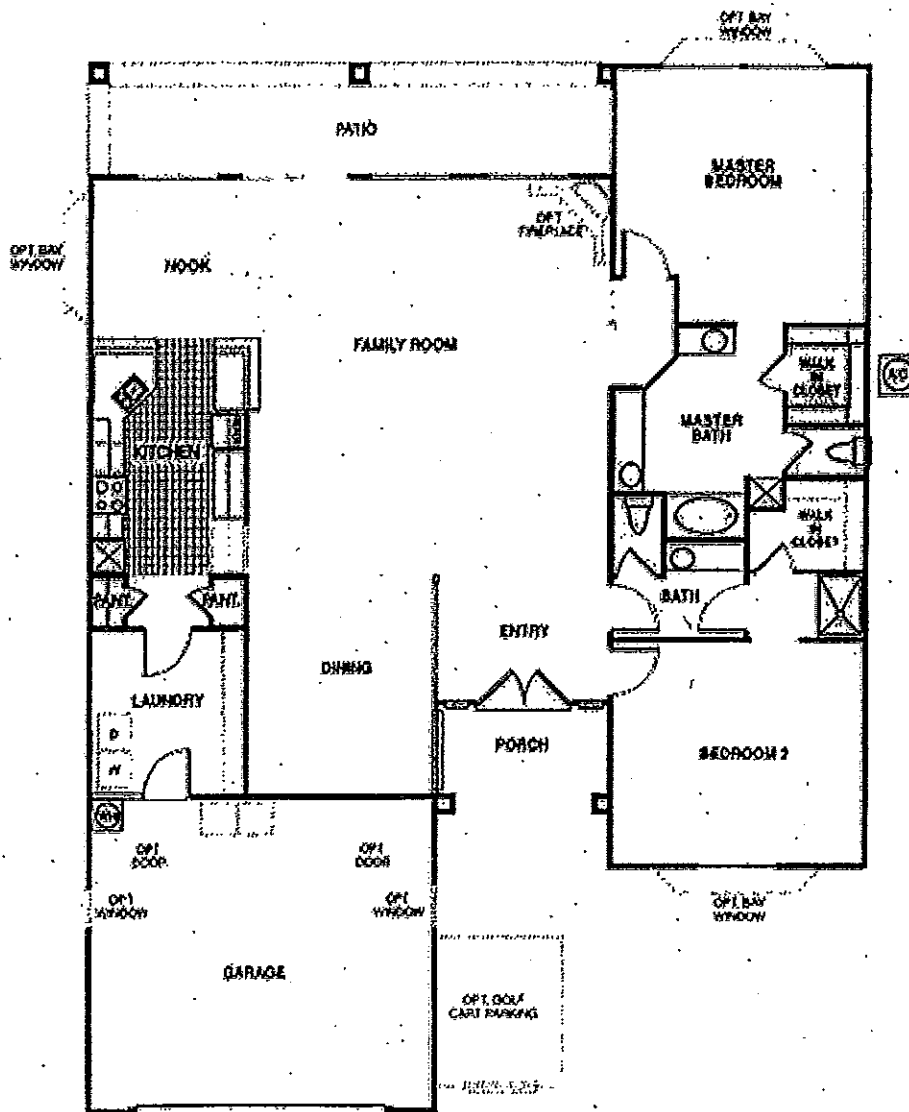 OPT. BAY
WINDOW
PATIO
MASTER
BEDROOM
OPT. BAY
WINDOW
NOOK
OPT.
FIREPLACE
FAMILY ROOM
WALK
IN
CLOSET
A/C
KITCHEN
MASTER
BATH
WALK
IN
CLOSET
PANT.
PANT.
BATH
ENTRY
DINING
LAUNDRY
D
W
PORCH
BEDROOM 2
WH
OPT.
DOOR
OPT.
DOOR
OPT.
WINDOW
OPT.
WINDOW
OPT. BAY
WINDOW
GARAGE
OPT. GOLF
CART PARKING